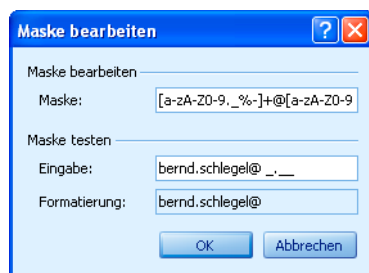 Maske bearbeiten
Maske bearbeiten
Maske: [a-zA-Z0-9._%-]+@[a-zA-Z0-9
Maske testen
Eingabe: bernd.schlegel@ _.__
Formatierung: bernd.schlegel@
OK Abbrechen